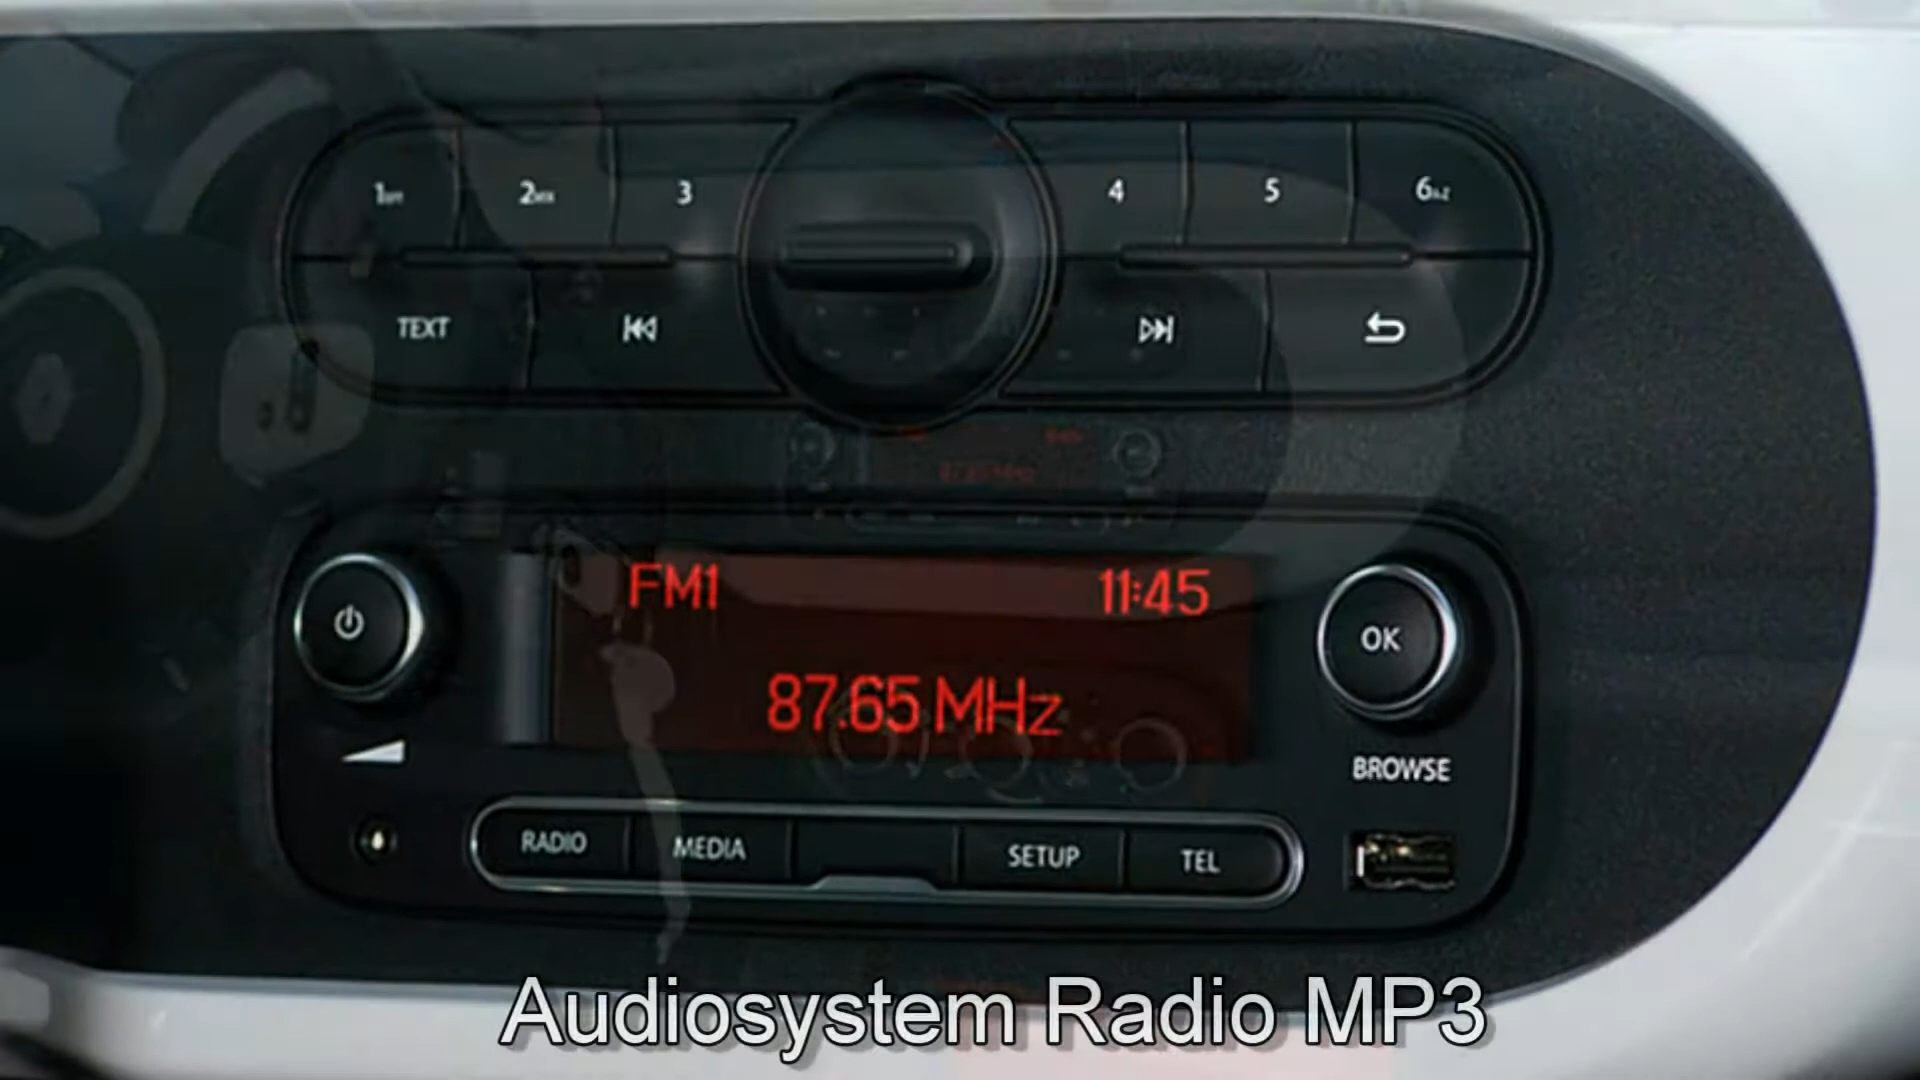 1 2 3 4 5 6
TEXT
FM1 11:45
87.65 MHz
OK
BROWSE
RADIO MEDIA SETUP TEL
Audiosystem Radio MP3